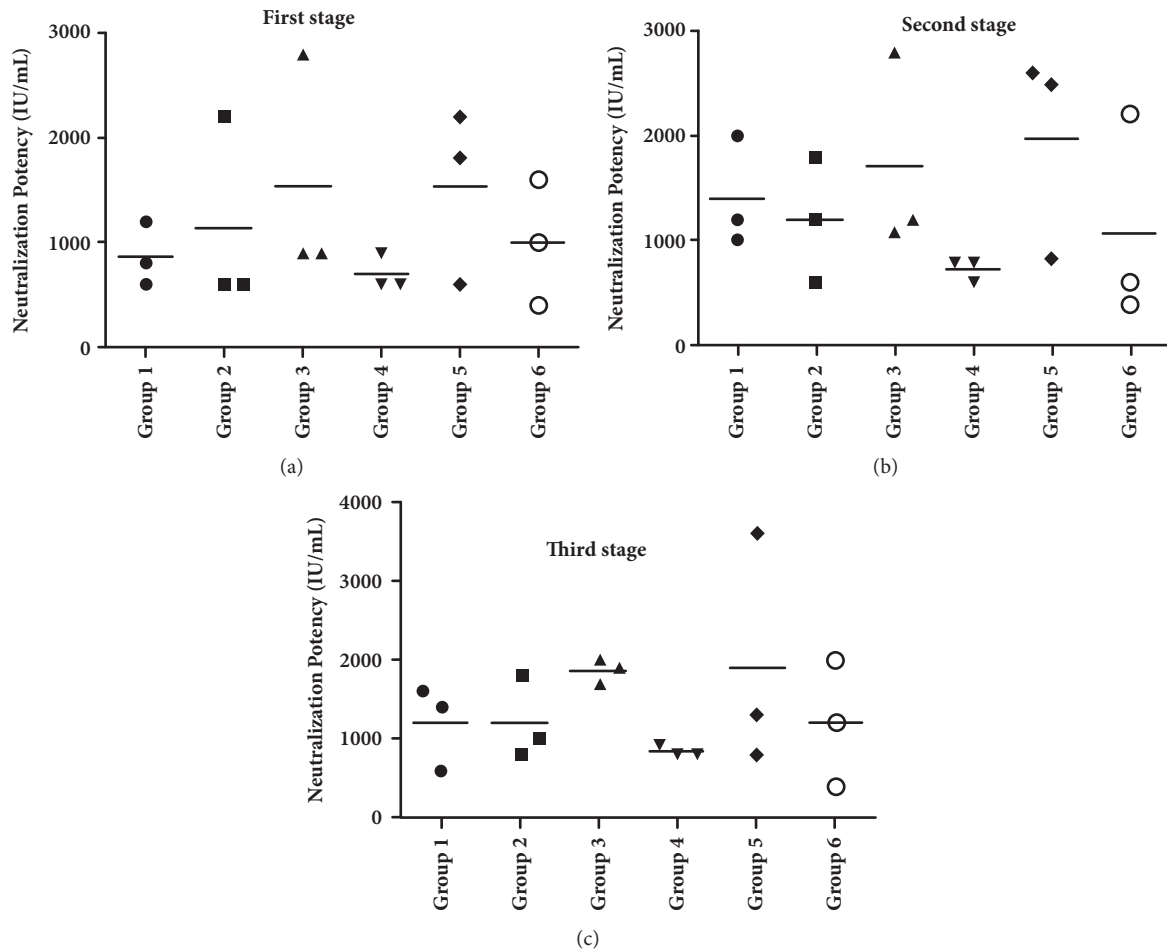 First stage
Neutralization Potency (IU/mL)
3000
2000
1000
0
Group 1
Group 2
Group 3
Group 4
Group 5
Group 6
(a)
Second stage
Neutralization Potency (IU/mL)
3000
2000
1000
0
Group 1
Group 2
Group 3
Group 4
Group 5
Group 6
(b)
Third stage
Neutralization Potency (IU/mL)
4000
3000
2000
1000
0
Group 1
Group 2
Group 3
Group 4
Group 5
Group 6
(c)